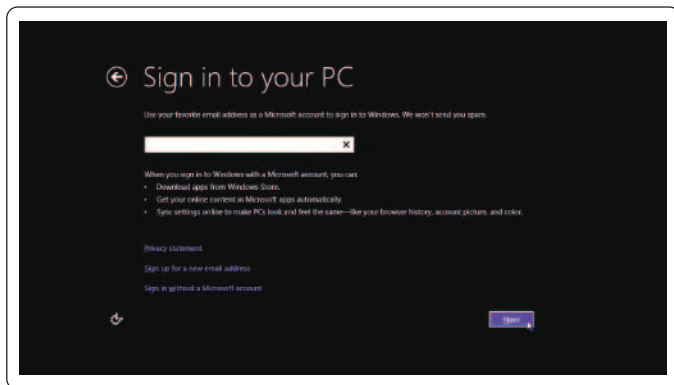 Sign in to your PC
Use your favorite email address as a Microsoft account to sign in to Windows. We won't send you spam.
When you sign in to Windows with a Microsoft account, you can:
• Download apps from Windows Store.
• Get your online content in Microsoft apps automatically.
• Sync settings online to make PCs look and feel the same—like your browser history, account picture, and color.
Privacy statement
Sign up for a new email address
Sign in without a Microsoft account
Next